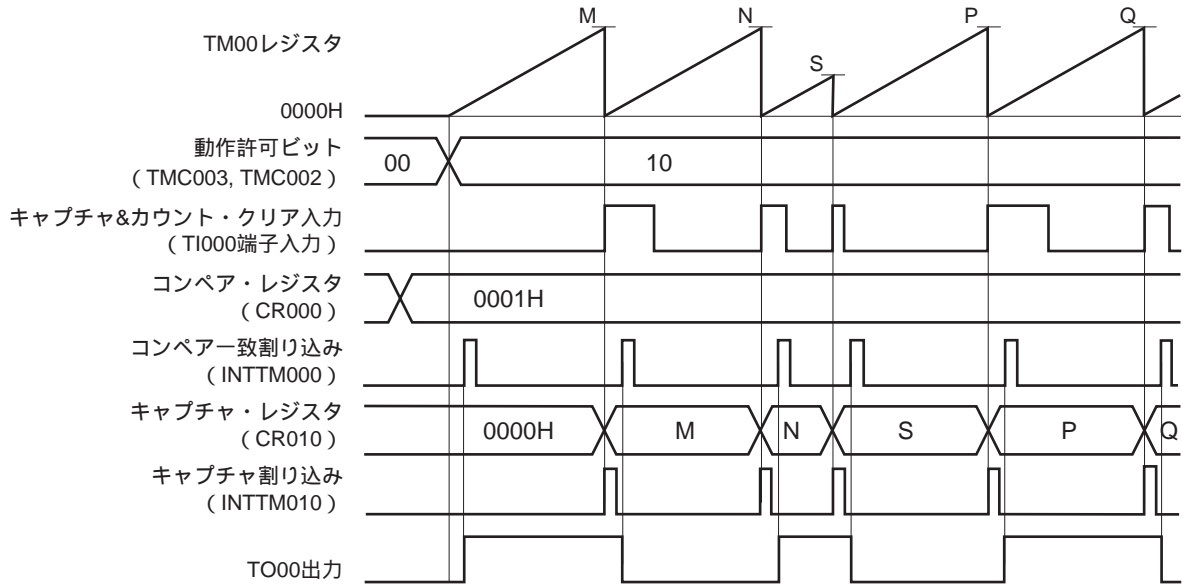 M N P Q
TM00レジスタ
S
0000H
動作許可ビット
（TMC003, TMC002）
00 10
キャプチャ&カウント・クリア入力
（TI000端子入力）
コンペア・レジスタ
（CR000）
0001H
コンペア一致割り込み
（INTTM000）
キャプチャ・レジスタ
（CR010）
0000H M N S P Q
キャプチャ割り込み
（INTTM010）
TO00出力